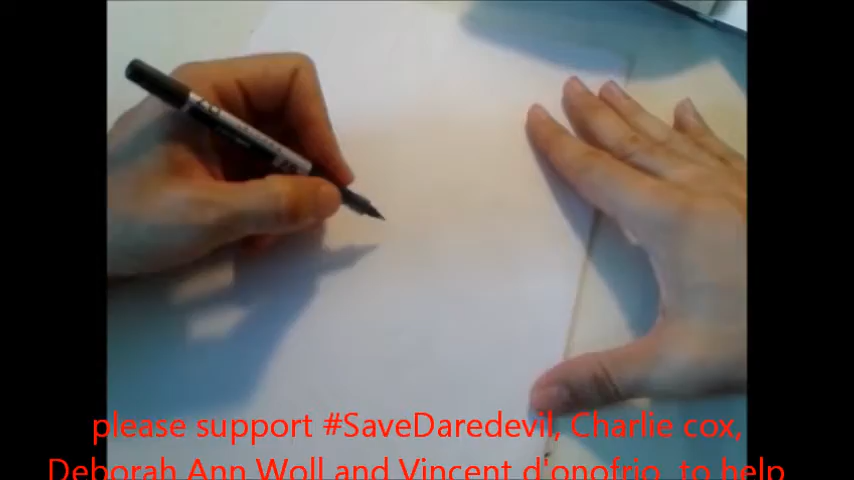 please support #SaveDaredevil, Charlie cox,
Deborah Ann Woll and Vincent d'onofrio, to help